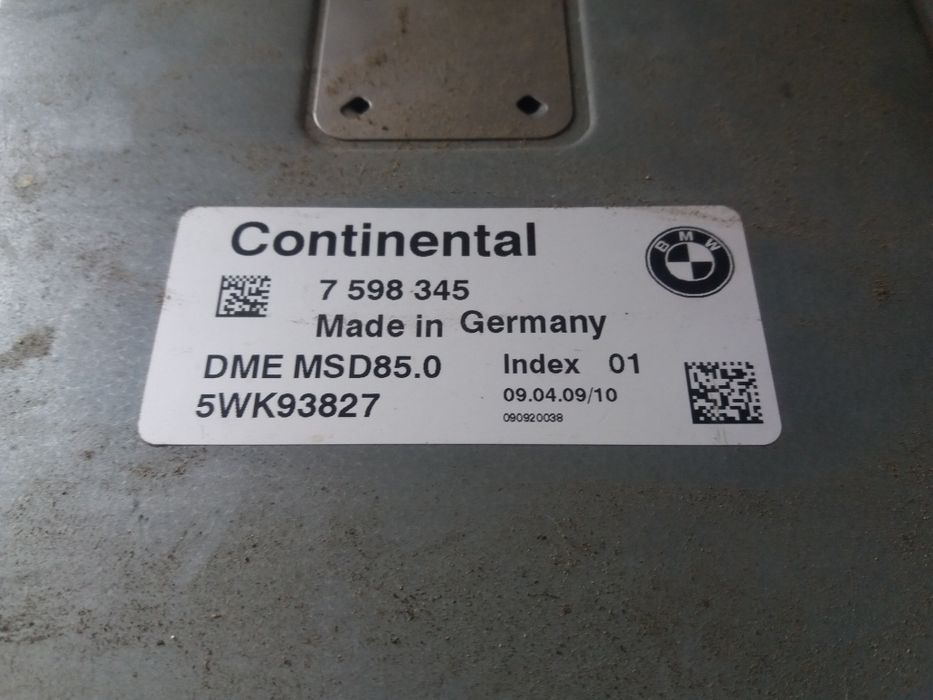 Continental
BMW
7 598 345
Made in Germany
DME MSD85.0
Index 01
5WK93827
09.04.09/10
090920038